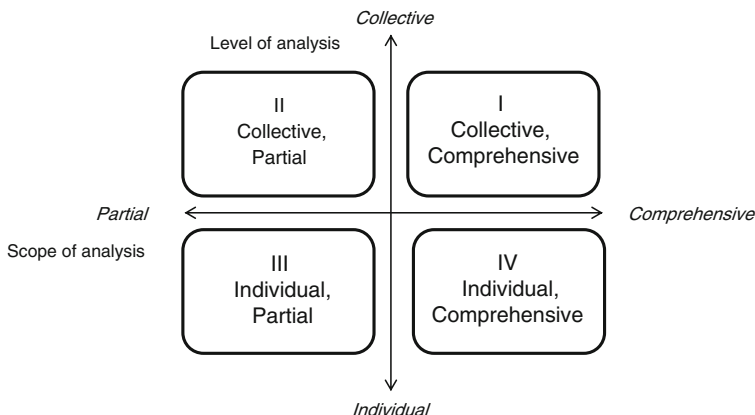 Collective
Level of analysis
II
Collective,
Partial
I
Collective,
Comprehensive
Partial
Comprehensive
Scope of analysis
III
Individual,
Partial
IV
Individual,
Comprehensive
Individual